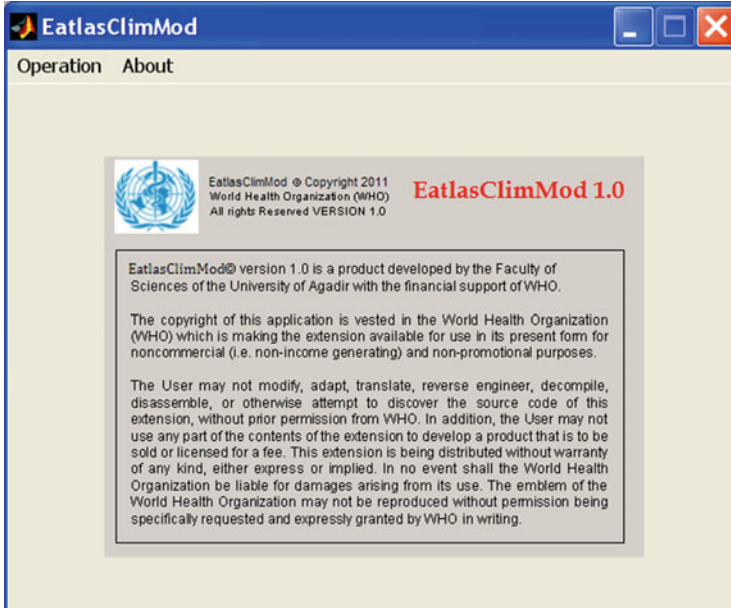 EatlasClimMod
Operation About
EatlasClimMod © Copyright 2011
World Health Organization (WHO)
All rights Reserved VERSION 1.0
EatlasClimMod 1.0
EatlasClimMod© version 1.0 is a product developed by the Faculty of
Sciences of the University of Agadir with the financial support of WHO.
The copyright of this application is vested in the World Health Organization
(WHO) which is making the extension available for use in its present form for
noncommercial (i.e. non-income generating) and non-promotional purposes.
The User may not modify, adapt, translate, reverse engineer, decompile,
disassemble, or otherwise attempt to discover the source code of this
extension, without prior permission from WHO. In addition, the User may not
use any part of the contents of the extension to develop a product that is to be
sold or licensed for a fee. This extension is being distributed without warranty
of any kind, either express or implied. In no event shall the World Health
Organization be liable for damages arising from its use. The emblem of the
World Health Organization may not be reproduced without permission being
specifically requested and expressly granted by WHO in writing.